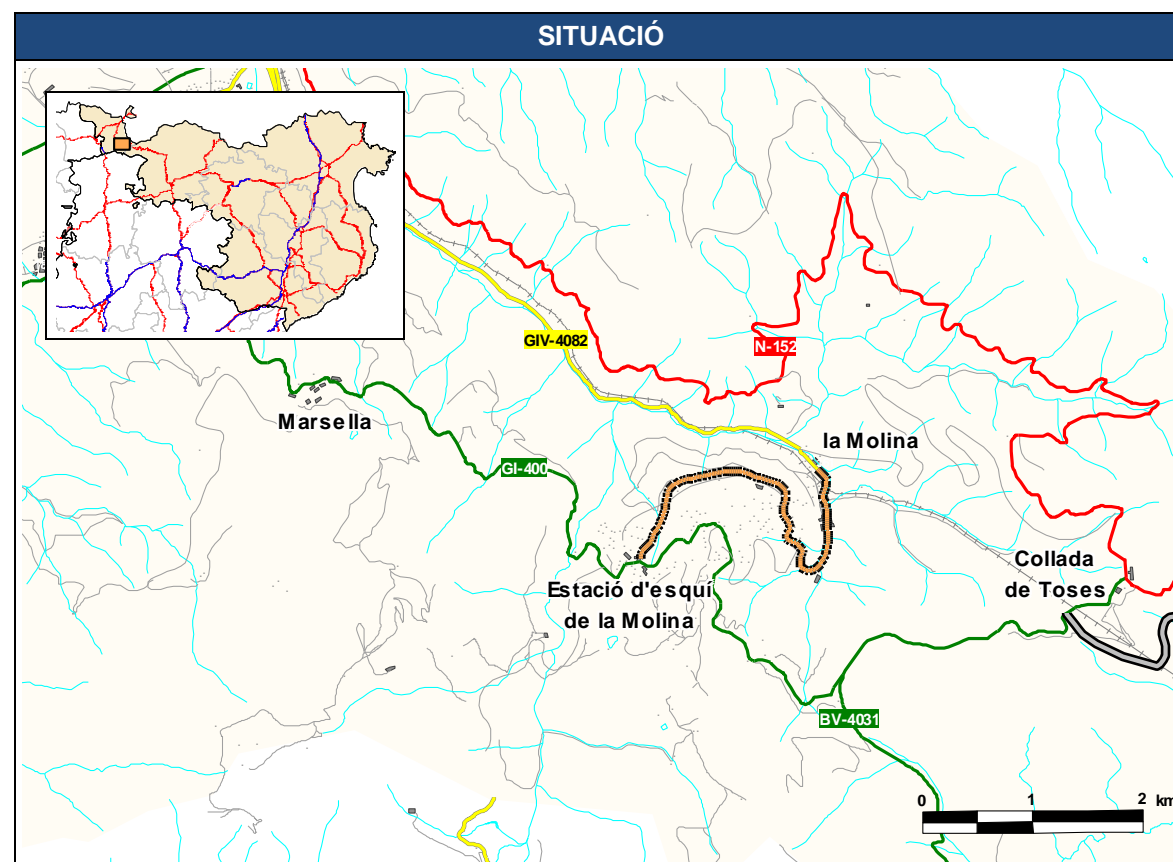 SITUACIÓ
GIV-4082
N-152
Marsella
la Molina
GI-400
Collada
de Toses
Estació d'esquí
de la Molina
BV-4031
0 1 2 km